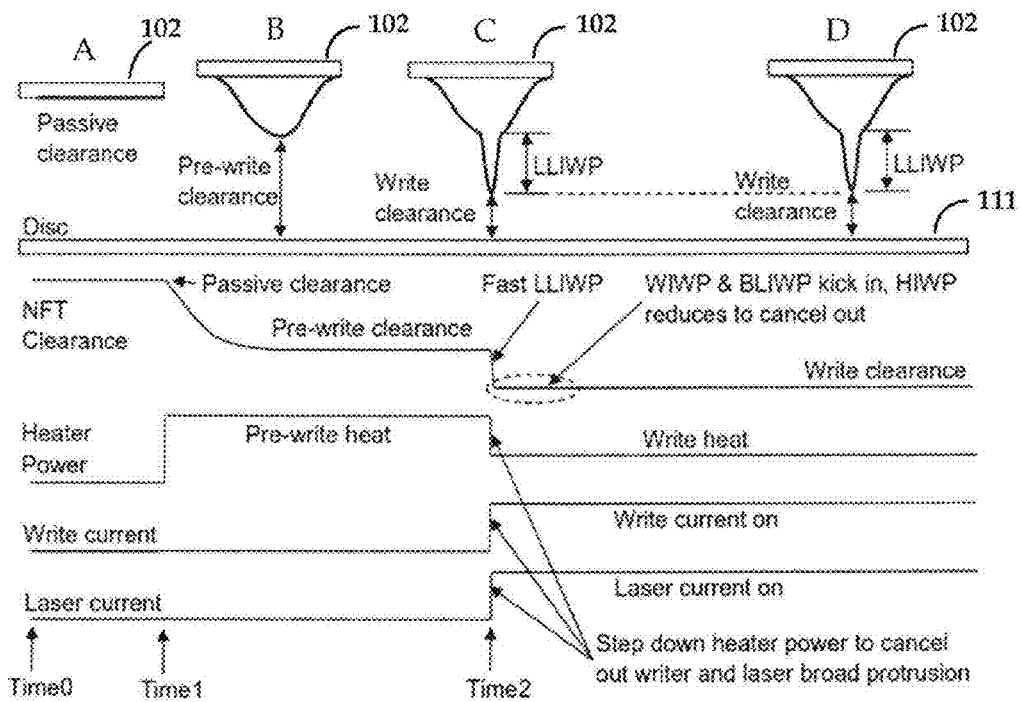 A 102 B 102 C 102 D 102
Passive
clearance
Pre-write
clearance
LLIWP
Write
clearance
LLIWP
Write
clearance
Disc
111
NFT
Clearance
Passive clearance
Pre-write clearance
Fast LLIWP
WIWP & BLIWP kick in, HIWP
reduces to cancel out
Write clearance
Heater
Power
Pre-write heat
Write heat
Write current
Write current on
Laser current
Laser current on
Step down heater power to cancel
out writer and laser broad protrusion
Time0
Time1
Time2